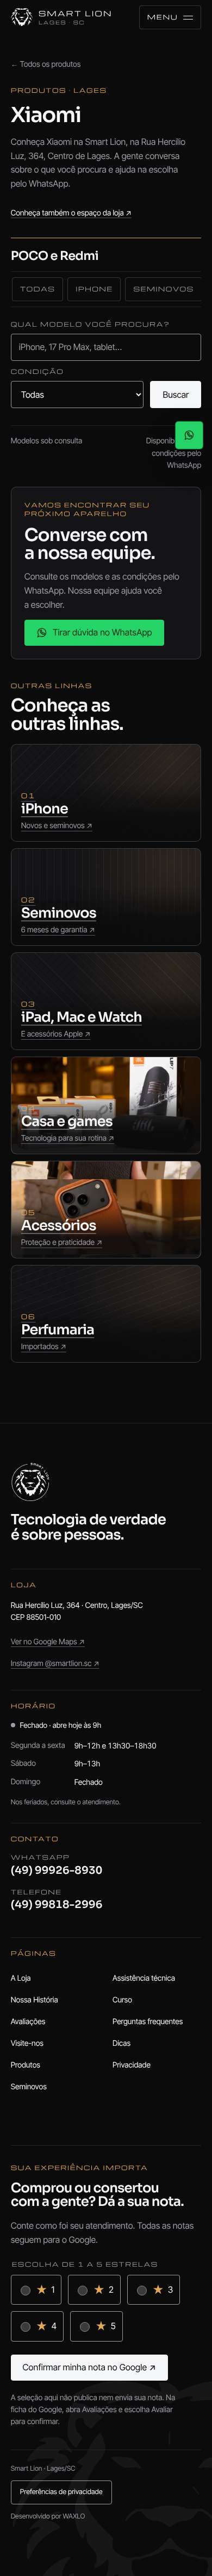 SMART LION
LAGES · SC
MENU
← Todos os produtos
PRODUTOS · LAGES
Xiaomi
Conheça Xiaomi na Smart Lion, na Rua Hercílio
Luz, 364, Centro de Lages. A gente conversa
sobre o que você procura e ajuda na escolha
pelo WhatsApp.
Conheça também o espaço da loja ↗
POCO e Redmi
TODAS
IPHONE
SEMINOVOS
QUAL MODELO VOCÊ PROCURA?
iPhone, 17 Pro Max, tablet...
CONDIÇÃO
Todas
Buscar
Modelos sob consulta
condições pelo
WhatsApp
VAMOS ENCONTRAR SEU
PRÓXIMO APARELHO
Converse com
a nossa equipe.
Consulte os modelos e as condições pelo
WhatsApp. Nossa equipe ajuda você
a escolher.
Tirar dúvida no WhatsApp
OUTRAS LINHAS
Conheça as
outras linhas.
01
iPhone
Novos e seminovos ↗
02
Seminovos
6 meses de garantia ↗
03
iPad, Mac e Watch
E acessórios Apple ↗
Casa e games
Tecnologia para sua rotina ↗
05
Acessórios
Proteção e praticidade ↗
06
Perfumaria
Importados ↗
Tecnologia de verdade
é sobre pessoas.
LOJA
Rua Hercílio Luz, 364 · Centro, Lages/SC
CEP 88501-010
Ver no Google Maps ↗
Instagram @smartlion.sc ↗
HORÁRIO
Fechado · abre hoje às 9h
Segunda a sexta 9h–12h e 13h30–18h30
Sábado 9h–13h
Domingo Fechado
Nos feriados, consulte o atendimento.
CONTATO
WHATSAPP
(49) 99926-8930
TELEFONE
(49) 99818-2996
PÁGINAS
A Loja
Assistência técnica
Nossa História
Curso
Avaliações
Perguntas frequentes
Visite-nos
Dicas
Produtos
Privacidade
Seminovos
SUA EXPERIÊNCIA IMPORTA
Comprou ou consertou
com a gente? Dá a sua nota.
Conte como foi seu atendimento. Todas as notas
seguem para o Google.
ESCOLHA DE 1 A 5 ESTRELAS
★ 1
★ 2
★ 3
★ 4
★ 5
Confirmar minha nota no Google ↗
A seleção aqui não publica nem envia sua nota. Na
ficha do Google, abra Avaliações e escolha Avaliar
para confirmar.
Smart Lion · Lages/SC
Preferências de privacidade
Desenvolvido por WAXLO